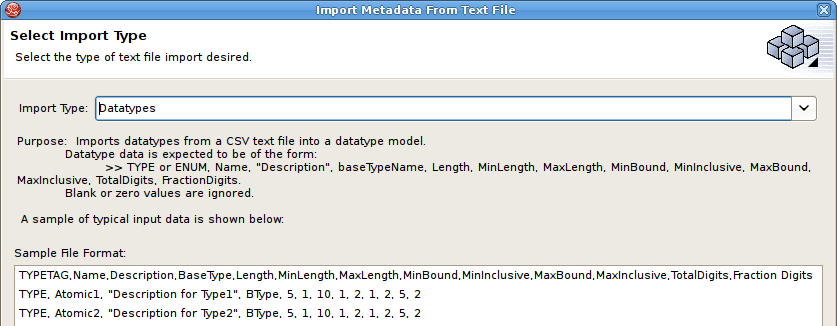 Import Metadata From Text File
Select Import Type
Select the type of text file import desired.
Import Type: Datatypes
Purpose:  Imports datatypes from a CSV text file into a datatype model.
Datatype data is expected to be of the form:
>> TYPE or ENUM, Name, "Description", baseTypeName, Length, MinLength, MaxLength, MinBound, MinInclusive, MaxBound,
MaxInclusive, TotalDigits, FractionDigits.
Blank or zero values are ignored.
A sample of typical input data is shown below:
Sample File Format:
TYPETAG,Name,Description,BaseType,Length,MinLength,MaxLength,MinBound,MinInclusive,MaxBound,MaxInclusive,TotalDigits,Fraction Digits
TYPE, Atomic1, "Description for Type1", BType, 5, 1, 10, 1, 2, 1, 2, 5, 2
TYPE, Atomic2, "Description for Type2", BType, 5, 1, 10, 1, 2, 1, 2, 5, 2